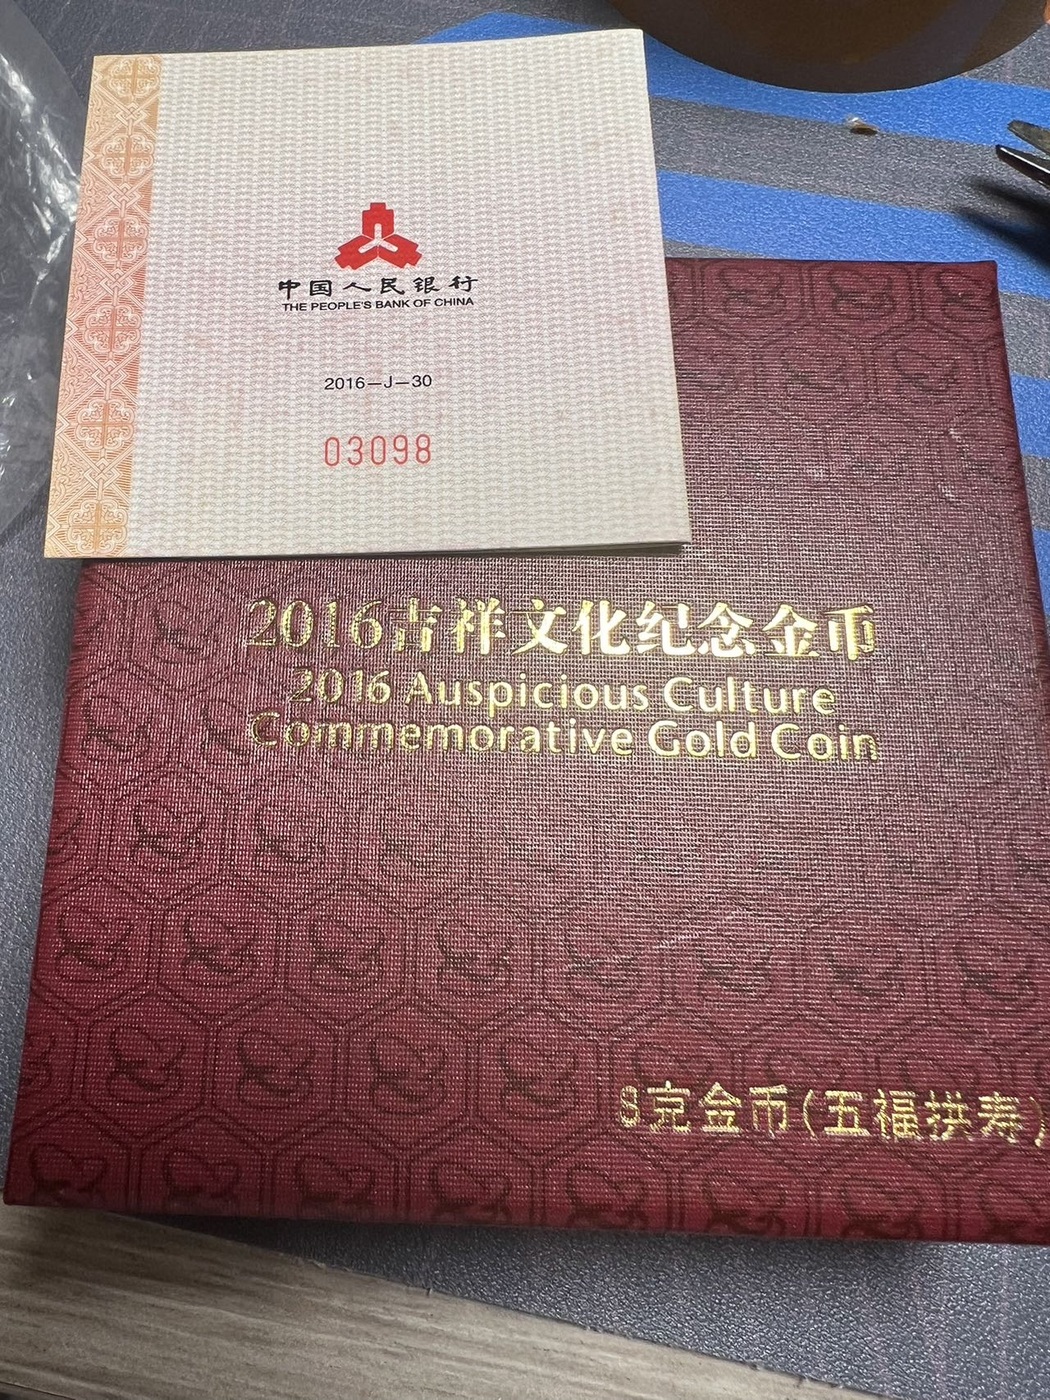 中国人民银行
THE PEOPLE'S BANK OF CHINA
2016—J—30
03098
2016吉祥文化纪念金币
2016 Auspicious Culture
Commemorative Gold Coin
8克金币(五福拱寿)